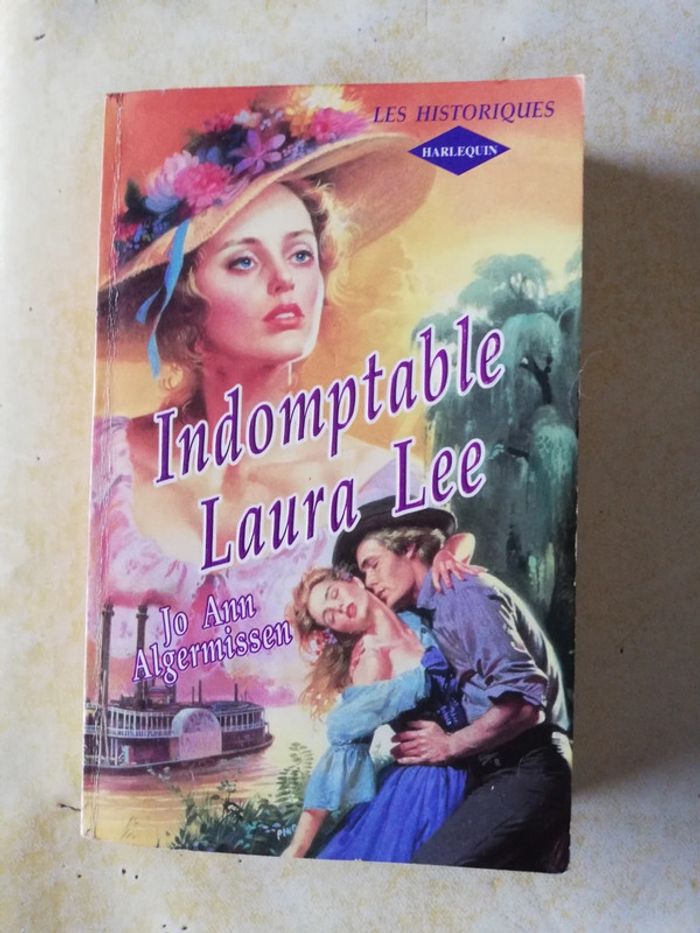 LES HISTORIQUES
HARLEQUIN
Indomptable
Laura Lee
Jo Ann
Algermissen